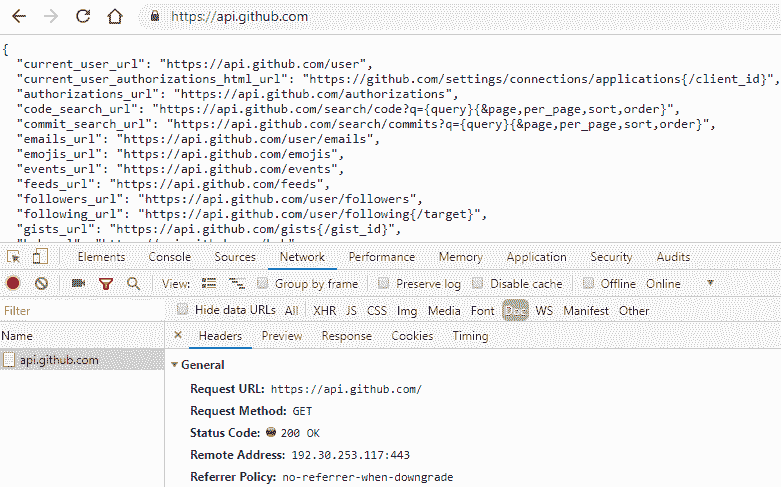 https://api.github.com
{
"current_user_url": "https://api.github.com/user",
"current_user_authorizations_html_url": "https://github.com/settings/connections/applications{/client_id}",
"authorizations_url": "https://api.github.com/authorizations",
"code_search_url": "https://api.github.com/search/code?q={query}{&page,per_page,sort,order}",
"commit_search_url": "https://api.github.com/search/commits?q={query}{&page,per_page,sort,order}",
"emails_url": "https://api.github.com/user/emails",
"emojis_url": "https://api.github.com/emojis",
"events_url": "https://api.github.com/events",
"feeds_url": "https://api.github.com/feeds",
"followers_url": "https://api.github.com/user/followers",
"following_url": "https://api.github.com/user/following{/target}",
"gists_url": "https://api.github.com/gists{/gist_id}",
Elements Console Sources Network Performance Memory Application Security Audits
View: Group by frame Preserve log Disable cache Offline Online
Filter Hide data URLs All XHR JS CSS Img Media Font Doc WS Manifest Other
Name Headers Preview Response Cookies Timing
api.github.com General
Request URL: https://api.github.com/
Request Method: GET
Status Code: 200 OK
Remote Address: 192.30.253.117:443
Referrer Policy: no-referrer-when-downgrade